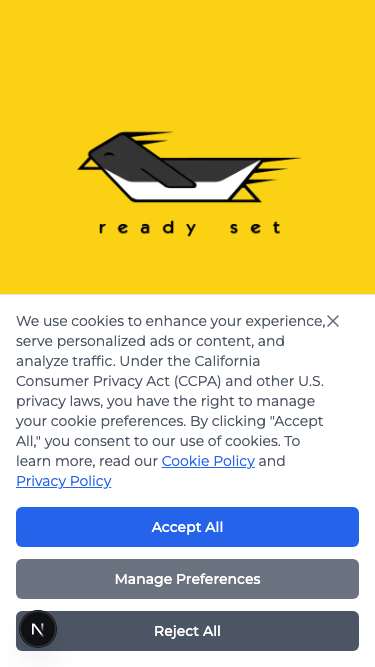 ready set
We use cookies to enhance your experience,
serve personalized ads or content, and
analyze traffic. Under the California
Consumer Privacy Act (CCPA) and other U.S.
privacy laws, you have the right to manage
your cookie preferences. By clicking "Accept
All," you consent to our use of cookies. To
learn more, read our Cookie Policy and
Privacy Policy
Accept All
Manage Preferences
N
Reject All